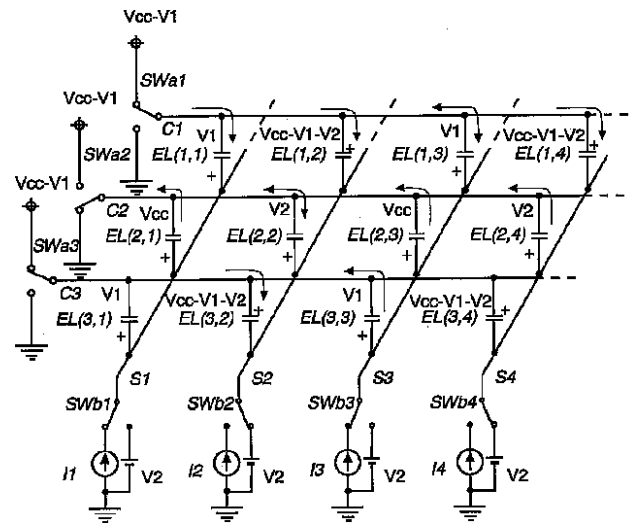 Vcc-V1
SWa1
Vcc-V1
C1
V1
Vcc-V1-V2
V1
Vcc-V1-V2
EL(1,1)
+
EL(1,2)
+
EL(1,3)
+
EL(1,4)
+
SWa2
Vcc-V1
C2
Vcc
V2
Vcc
V2
EL(2,1)
+
EL(2,2)
+
EL(2,3)
+
EL(2,4)
+
SWa3
C3
V1
Vcc-V1-V2
V1
Vcc-V1-V2
EL(3,1)
+
EL(3,2)
+
EL(3,3)
+
EL(3,4)
+
S1
S2
S3
S4
SWb1
SWb2
SWb3
SWb4
I1
V2
I2
V2
I3
V2
I4
V2